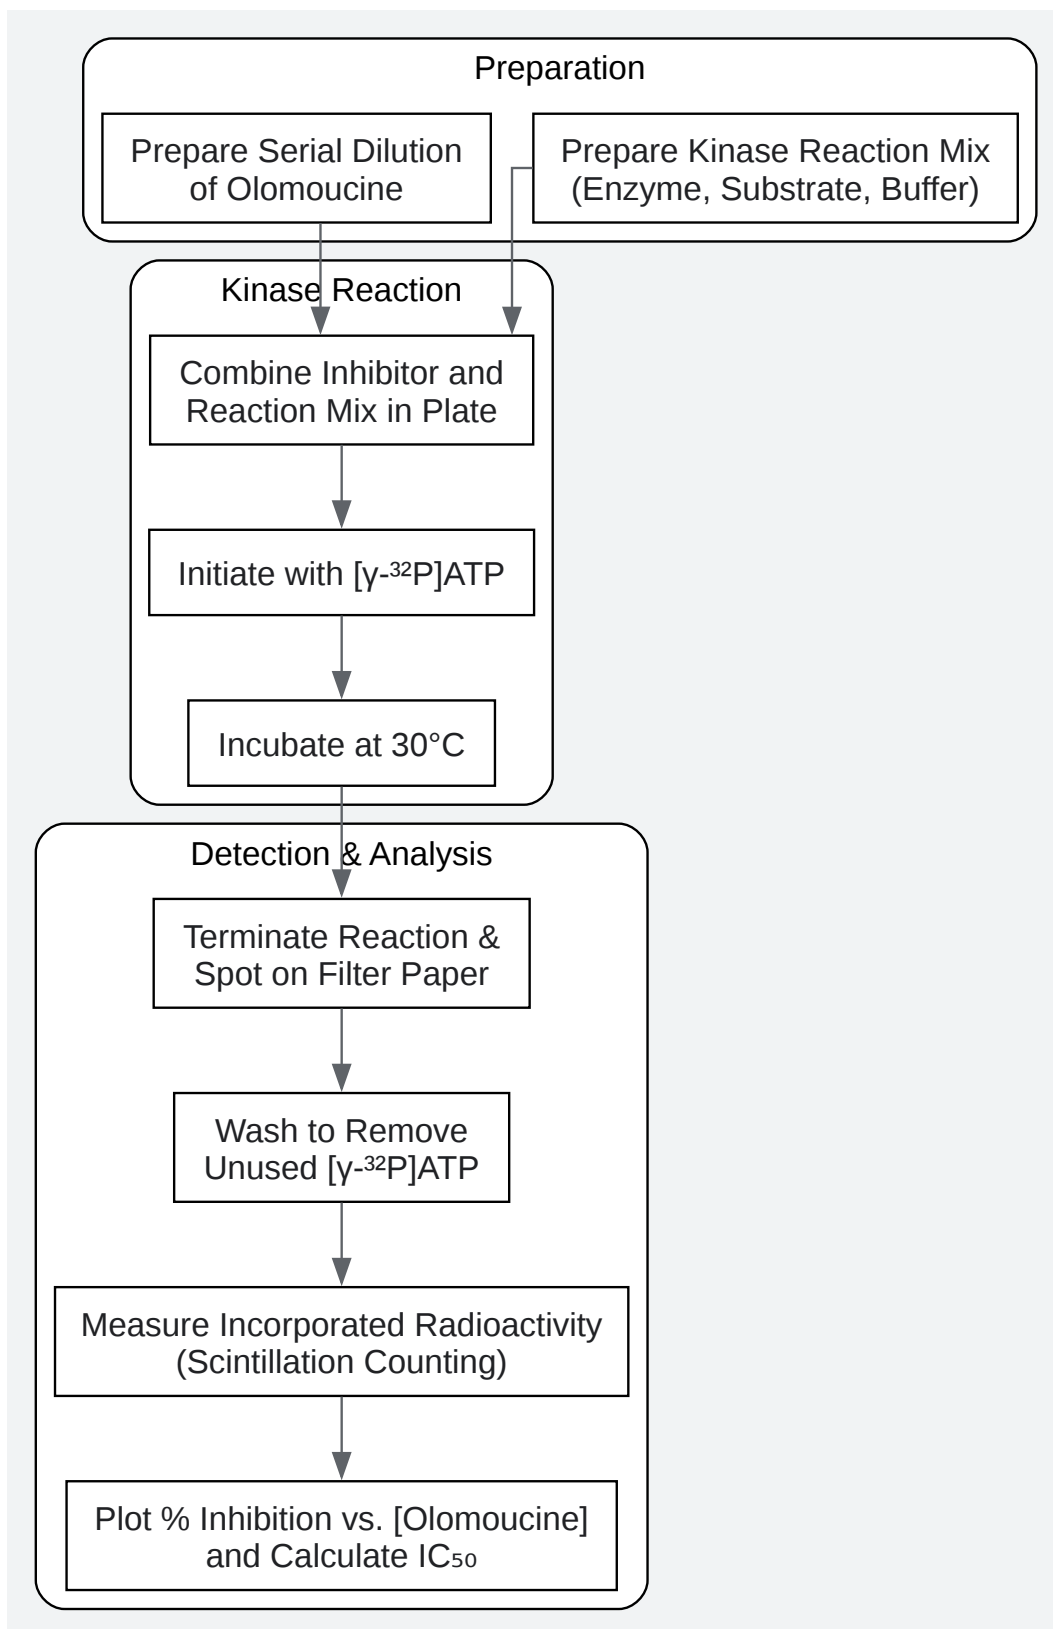 Preparation
Prepare Serial Dilution
of Olomoucine
Prepare Kinase Reaction Mix
(Enzyme, Substrate, Buffer)
Kinase Reaction
Combine Inhibitor and
Reaction Mix in Plate
Initiate with [γ-³²P]ATP
Incubate at 30°C
Detection & Analysis
Terminate Reaction &
Spot on Filter Paper
Wash to Remove
Unused [γ-³²P]ATP
Measure Incorporated Radioactivity
(Scintillation Counting)
Plot % Inhibition vs. [Olomoucine]
and Calculate IC₅₀